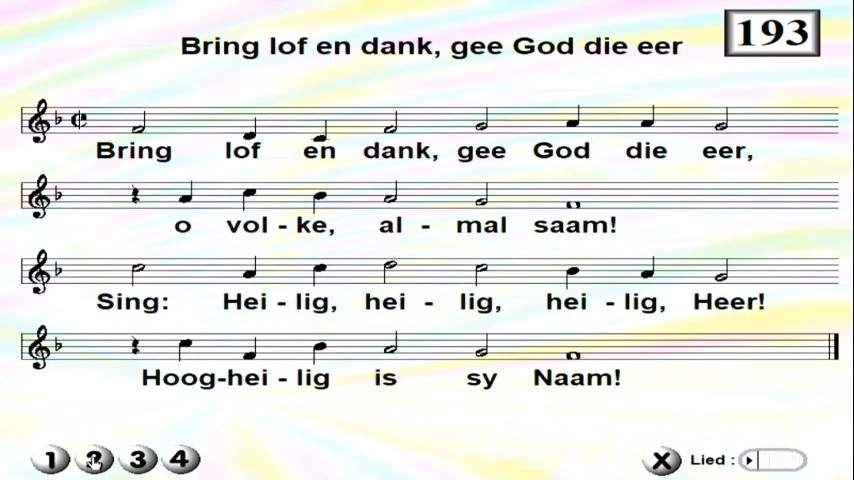 193
Bring lof en dank, gee God die eer
Bring lof en dank, gee God die eer,
o vol - ke, al - mal saam!
Sing: Hei - lig, hei - lig, hei - lig, Heer!
Hoog-hei - lig is sy Naam!
1 2 3 4 X Lied :